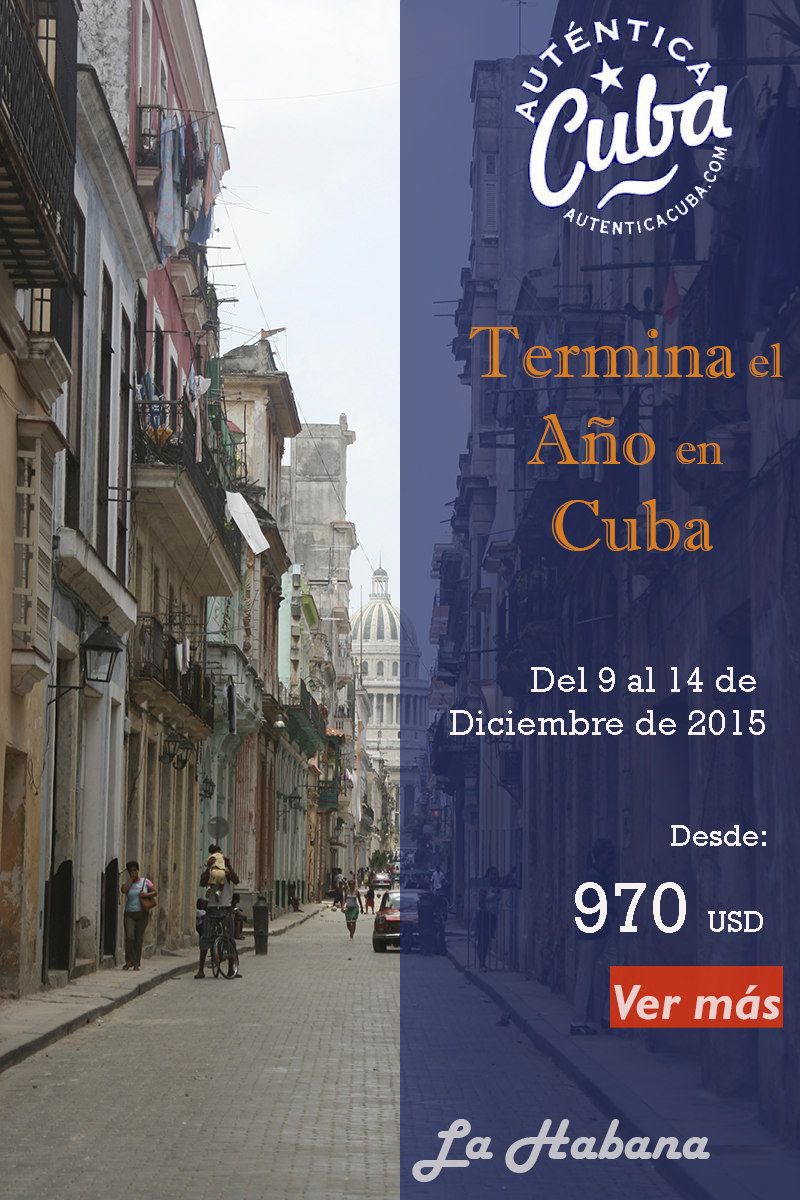 AUTÉNTICA
Cuba
AUTENTICACUBA.COM
Termina el
Año en
Cuba
Del 9 al 14 de
Diciembre de 2015
Desde:
970 USD
Ver más
La Habana